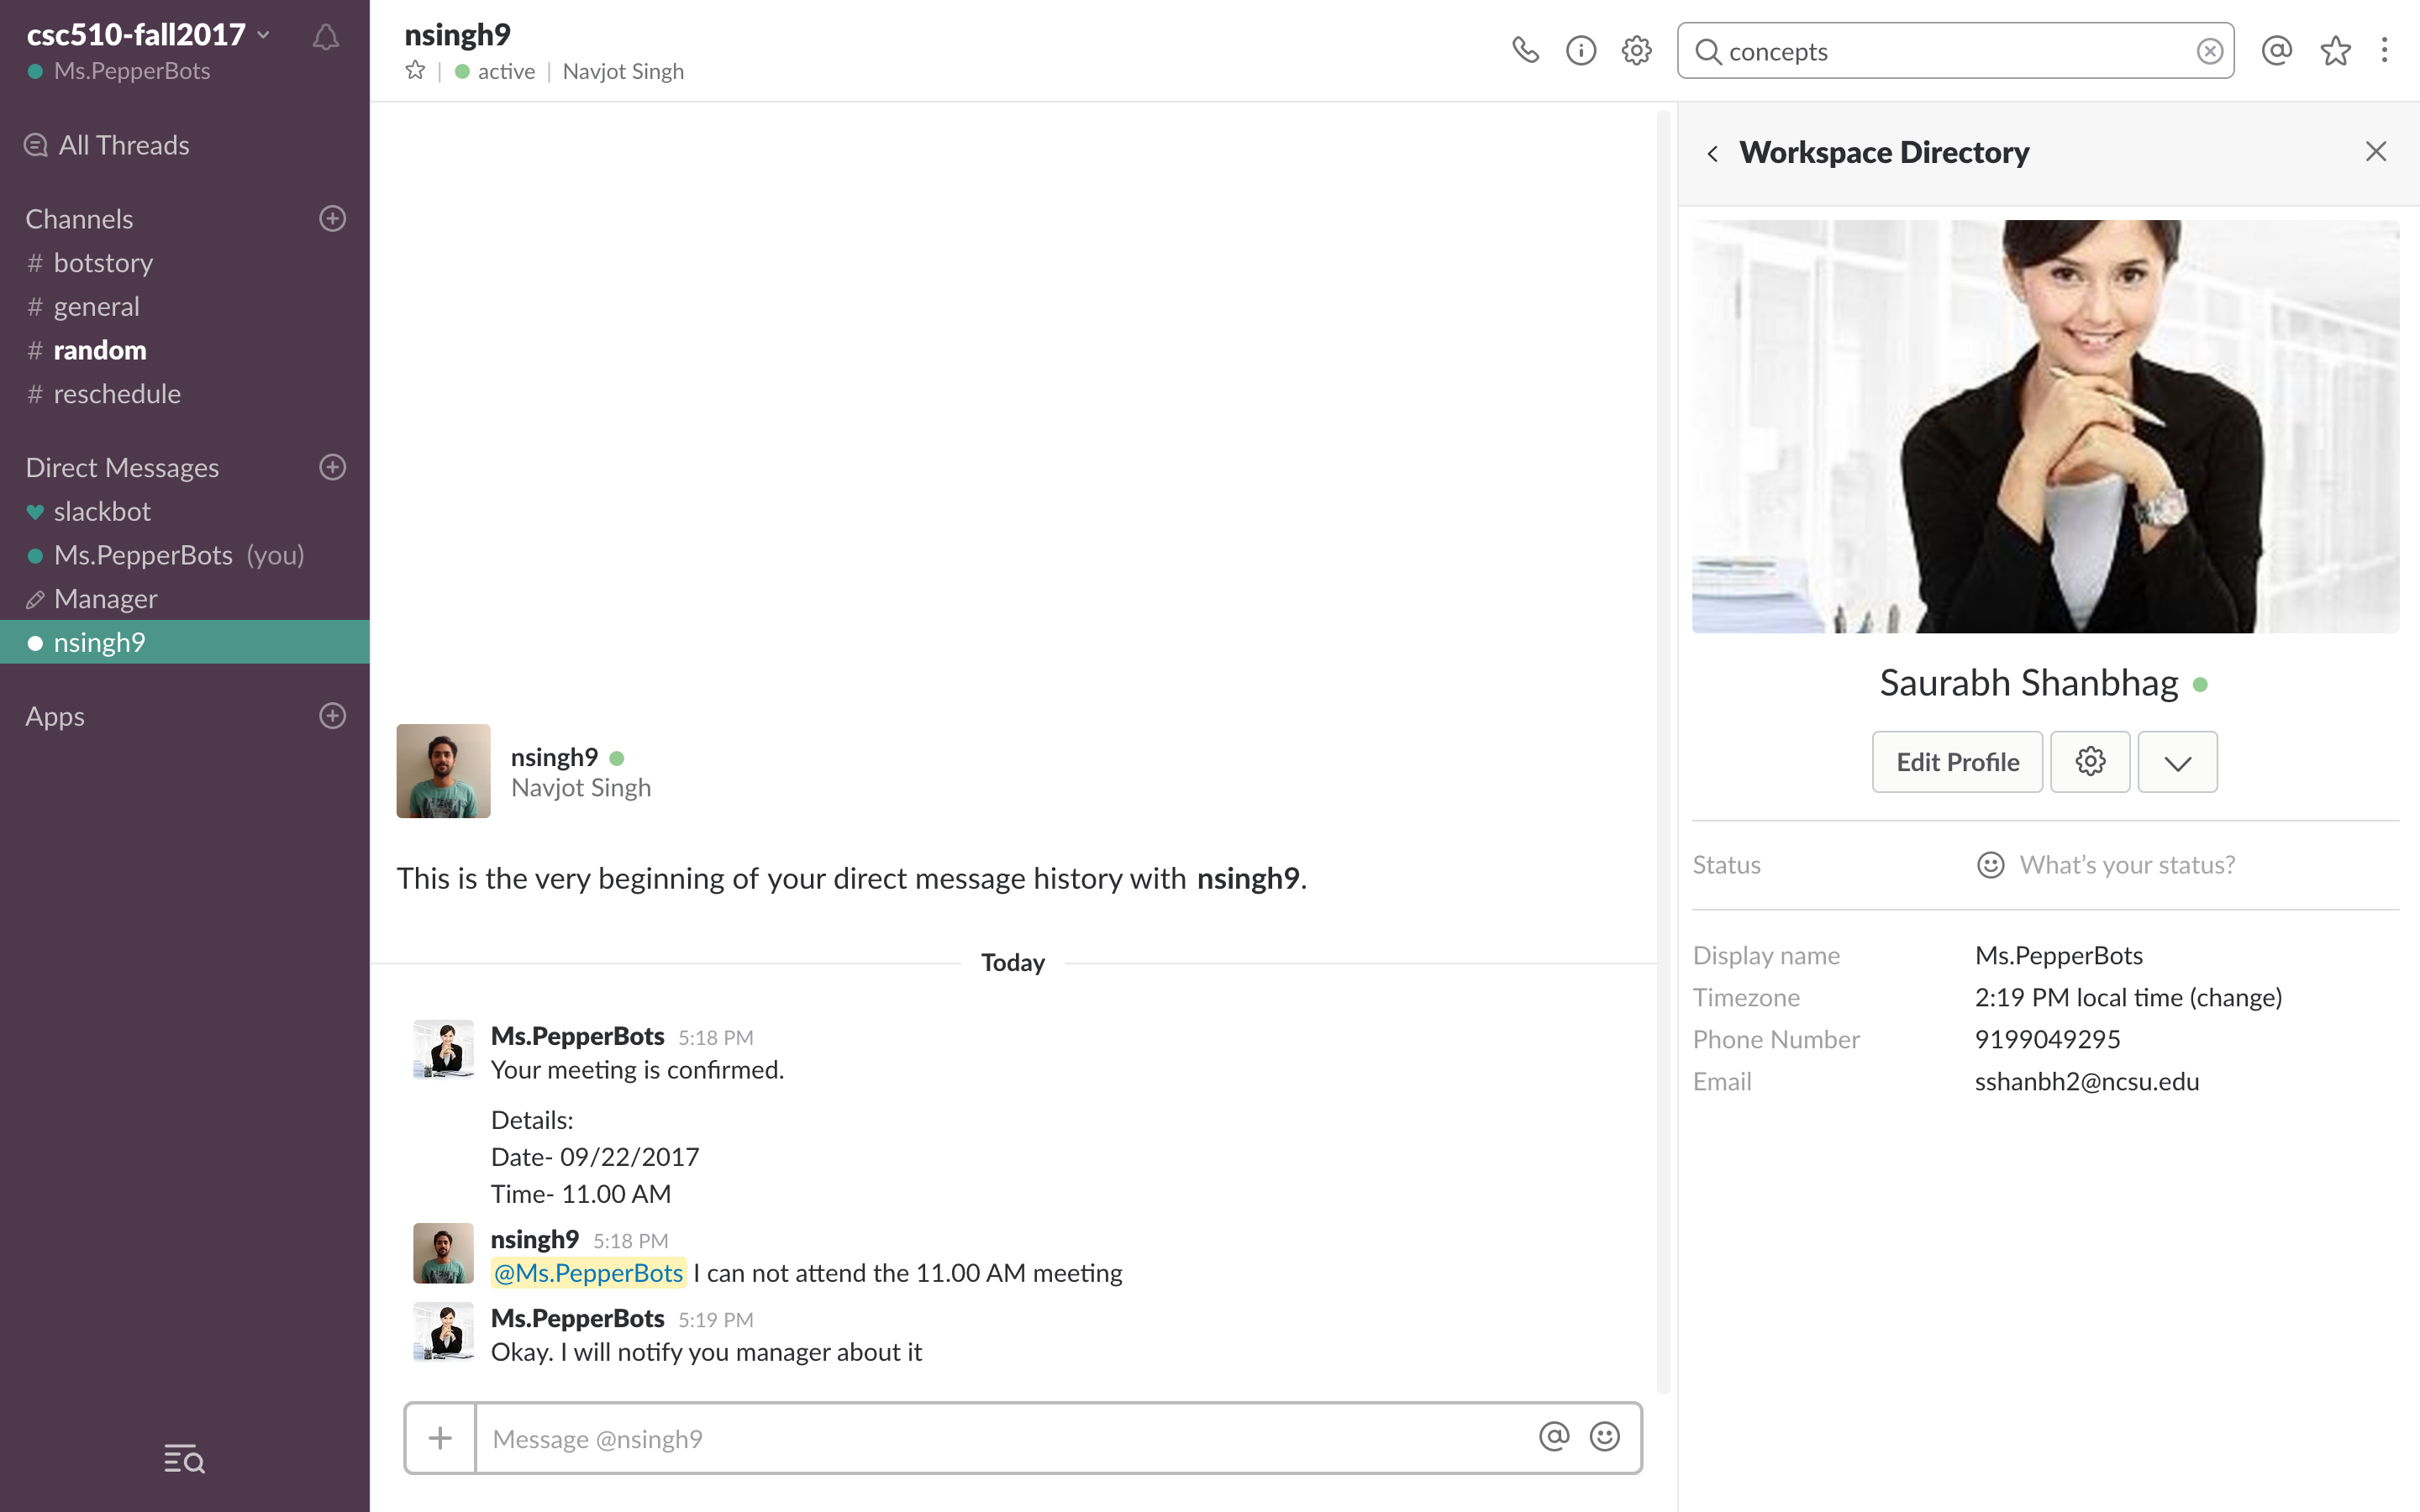 csc510-fall2017
Ms.PepperBots
All Threads
Channels
# botstory
# general
# random
# reschedule
Direct Messages
slackbot
Ms.PepperBots (you)
Manager
nsingh9
Apps
nsingh9
active | Navjot Singh
concepts
nsingh9
Navjot Singh
This is the very beginning of your direct message history with nsingh9.
Today
Ms.PepperBots 5:18 PM
Your meeting is confirmed.
Details:
Date- 09/22/2017
Time- 11.00 AM
nsingh9 5:18 PM
@Ms.PepperBots I can not attend the 11.00 AM meeting
Ms.PepperBots 5:19 PM
Okay. I will notify you manager about it
Message @nsingh9
Workspace Directory
Saurabh Shanbhag
Edit Profile
Status What's your status?
Display name Ms.PepperBots
Timezone 2:19 PM local time (change)
Phone Number 9199049295
Email sshanbh2@ncsu.edu